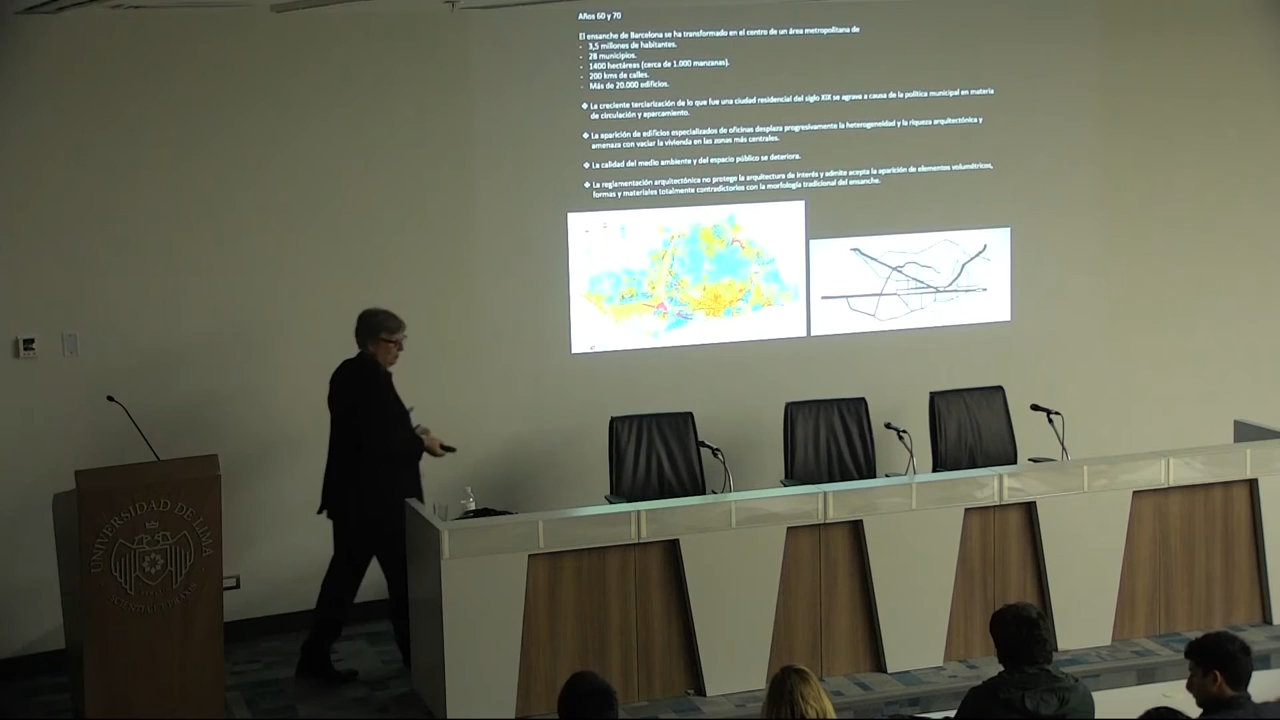 Años 60 y 70
El ensanche de Barcelona se ha transformado en el centro de un área metropolitana de
- 3,5 millones de habitantes.
- 28 municipios.
- 1400 hectáreas (cerca de 1.000 manzanas).
- 200 kms de calles.
- Más de 20.000 edificios.
❖ La creciente terciarización de lo que fue una ciudad residencial del siglo XIX se agrava a causa de la política municipal en materia
de circulación y aparcamiento.
❖ La aparición de edificios especializados de oficinas desplaza progresivamente la heterogeneidad y la riqueza arquitectónica y
amenaza con vaciar la vivienda en las zonas más centrales.
❖ La calidad del medio ambiente y del espacio público se deteriora.
❖ La reglamentación arquitectónica no protege la arquitectura de interés y admite acepta la aparición de elementos volumétricos,
formas y materiales totalmente contradictorios con la morfología tradicional del ensanche.
UNIVERSIDAD DE LIMA
SCIENTIA ET PRAXIS